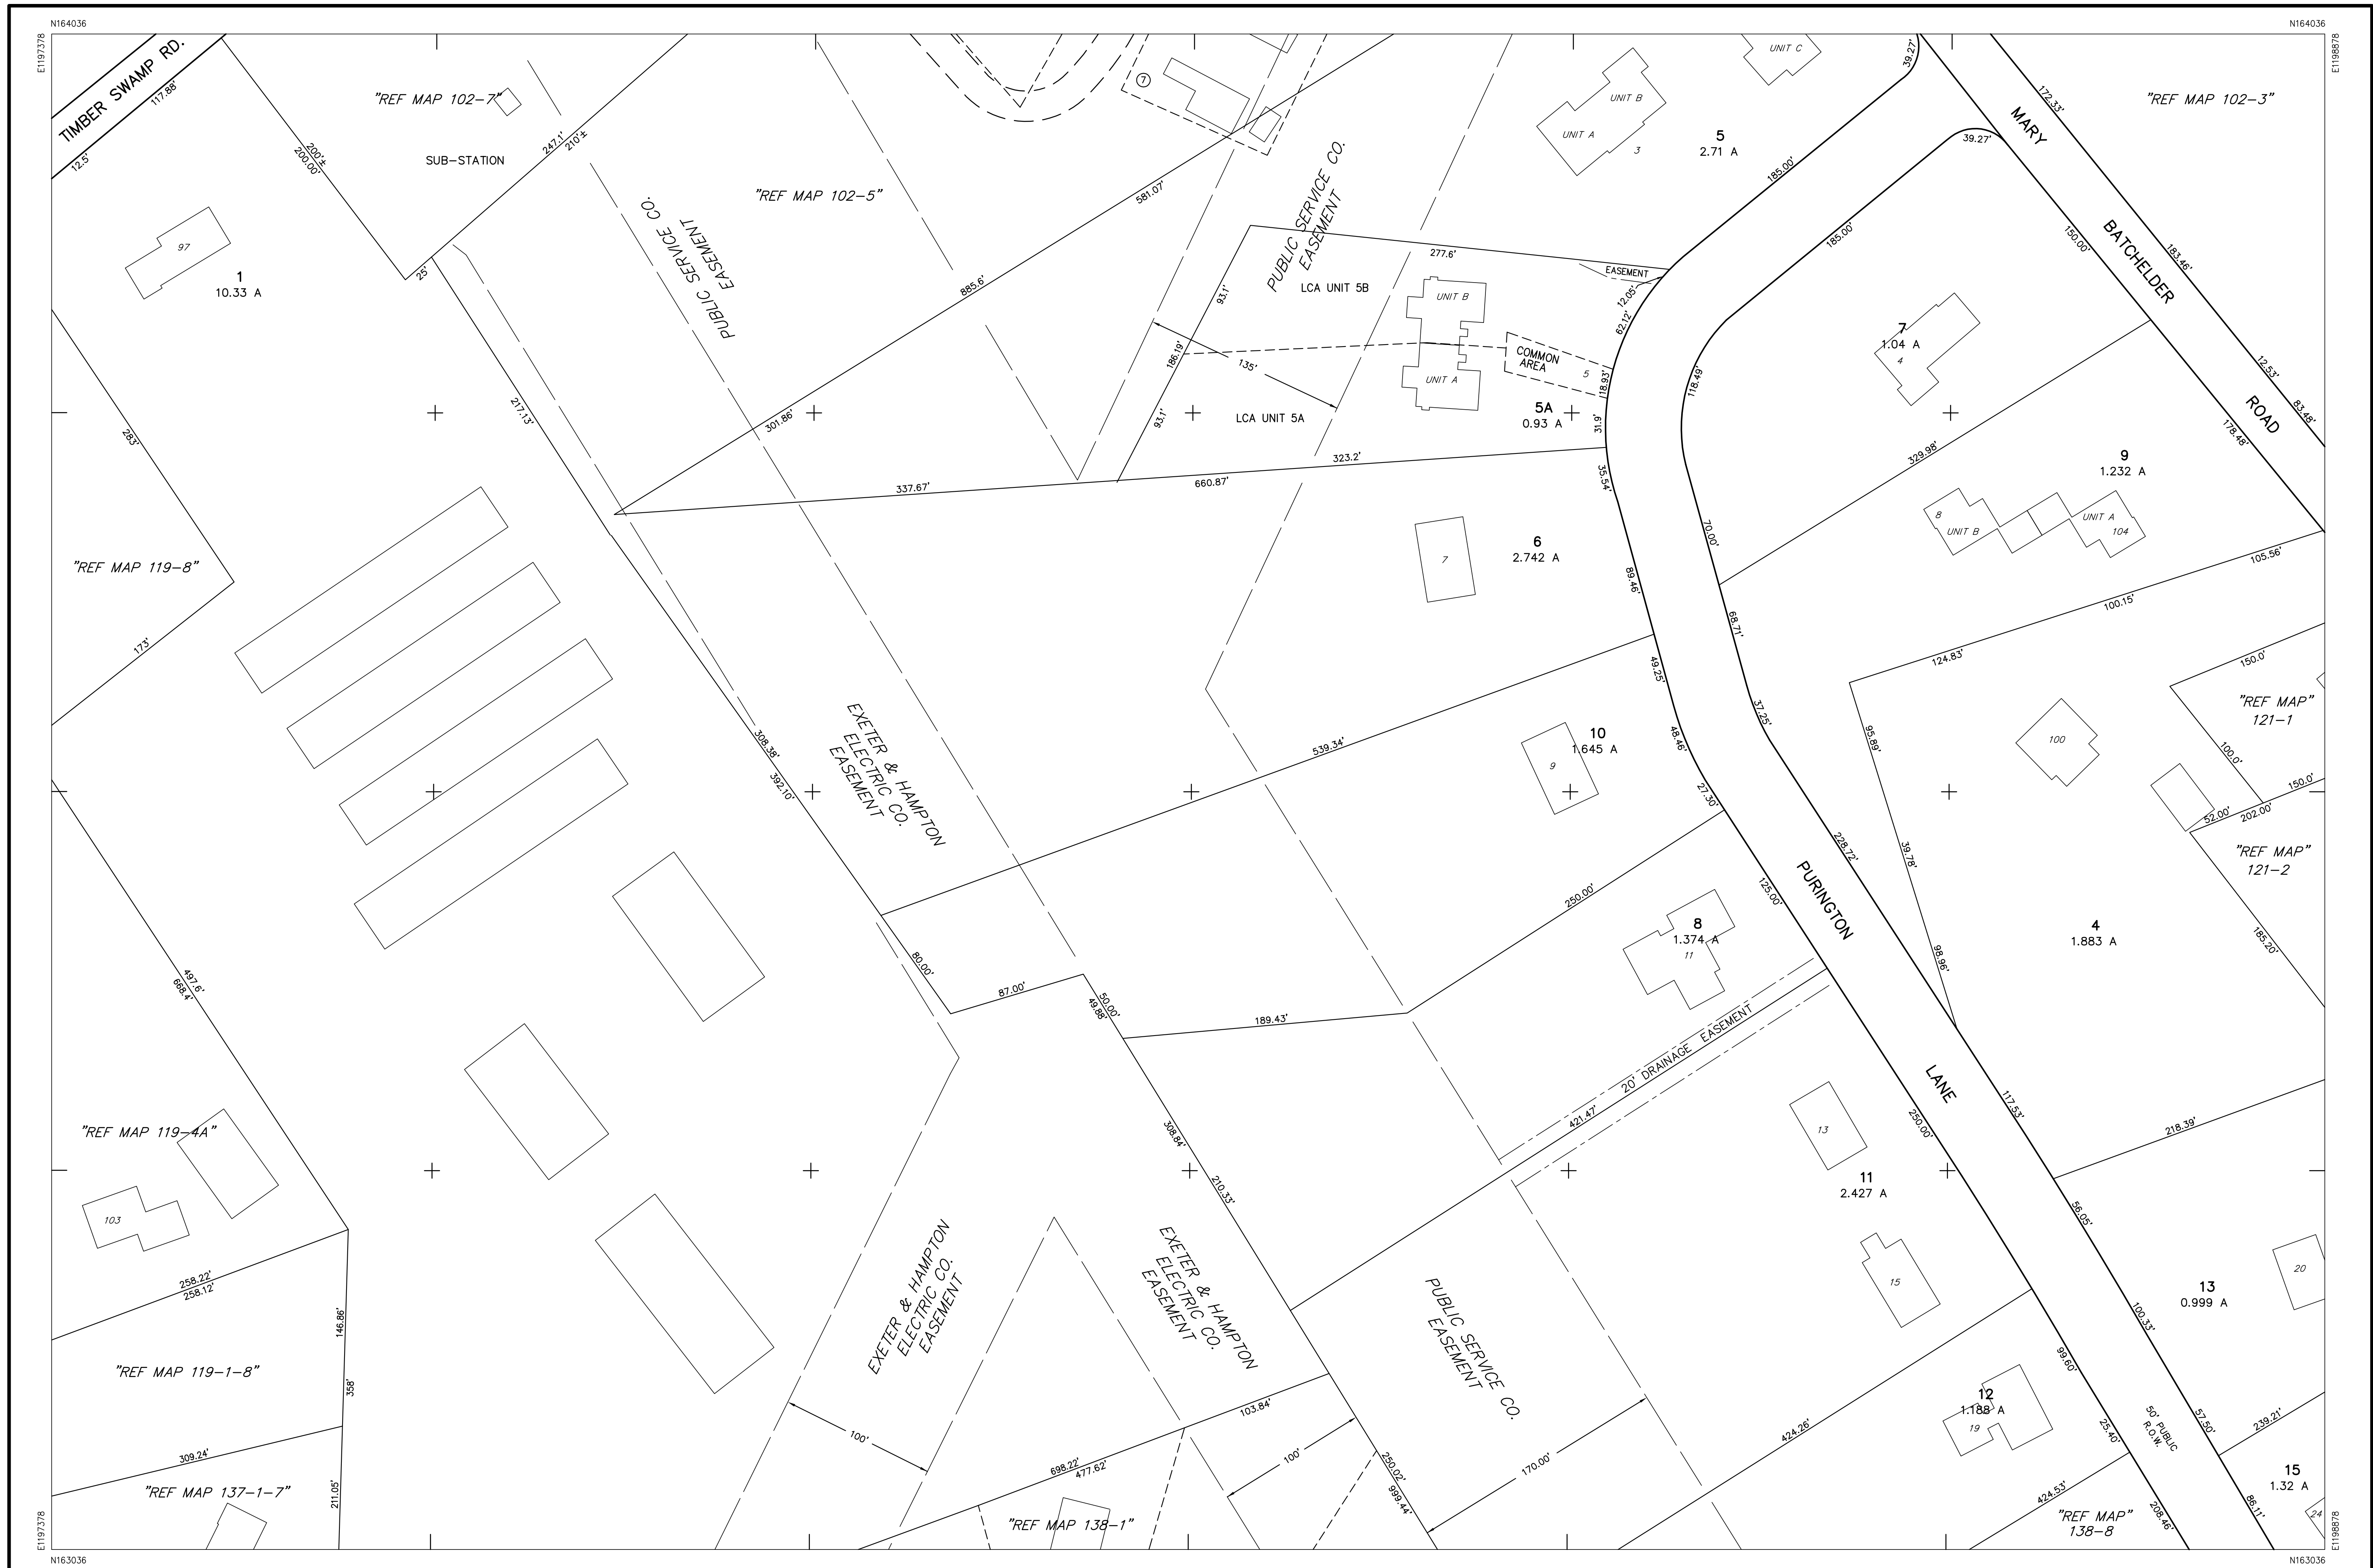 N164036
N164036
E1197378
E1198878
TIMBER SWAMP RD.
117.88'
12.5'
"REF MAP 102-7"
SUB-STATION
200'±
200.00'
247.1'
210'±
25'
97
1
10.33 A
"REF MAP 102-5"
PUBLIC SERVICE CO.
EASEMENT
581.07'
885.6'
301.86'
7
PUBLIC SERVICE CO.
EASEMENT
UNIT C
UNIT B
UNIT A
3
5
2.71 A
39.27'
185.00'
39.27'
185.00'
172.33'
"REF MAP 102-3"
MARY
BATCHELDER
ROAD
150.00'
183.46'
12.53'
83.48'
178.48'
277.6'
EASEMENT
12.05'
62.12'
LCA UNIT 5B
93.1'
186.19'
135'
93.1'
UNIT B
UNIT A
COMMON
AREA
5
118.93'
31.9'
LCA UNIT 5A
5A
0.93 A
118.49'
7
1.04 A
4
329.98'
9
1.232 A
8
UNIT B
UNIT A
104
105.56'
100.15'
124.83'
217.13'
283'
"REF MAP 119-8"
173'
337.67'
323.2'
660.87'
35.54'
70.00'
6
2.742 A
7
89.46'
68.71'
49.25'
37.25'
48.46'
27.30'
150.0'
"REF MAP"
121-1
100.0'
150.0'
52.00'
202.00'
"REF MAP"
121-2
185.20'
100
95.89'
39.78'
98.96'
4
1.883 A
308.38'
392.10'
EXETER & HAMPTON
ELECTRIC CO.
EASEMENT
539.34'
10
1.645 A
9
228.72'
PURINGTON
LANE
125.00'
250.00'
8
1.374 A
11
80.00'
87.00'
50.00'
49.88'
189.43'
20' DRAINAGE EASEMENT
421.47'
497.6'
668.4'
"REF MAP 119-4A"
103
258.22'
258.12'
146.86'
"REF MAP 119-1-8"
358'
309.24'
"REF MAP 137-1-7"
211.05'
308.84'
210.33'
EXETER & HAMPTON
ELECTRIC CO.
EASEMENT
EXETER & HAMPTON
ELECTRIC CO.
EASEMENT
PUBLIC SERVICE CO.
EASEMENT
13
11
2.427 A
15
250.00'
117.53'
218.39'
56.05'
13
0.999 A
20
100.33'
99.60'
12
1.188 A
19
25.40'
50' PUBLIC
R.O.W.
57.50'
239.21'
15
1.32 A
24
86.11'
208.46'
424.26'
424.53'
"REF MAP"
138-8
100'
103.84'
698.22'
477.62'
100'
250.02'
999.44'
170.00'
"REF MAP 138-1"
E1197378
E1198878
N163036
N163036